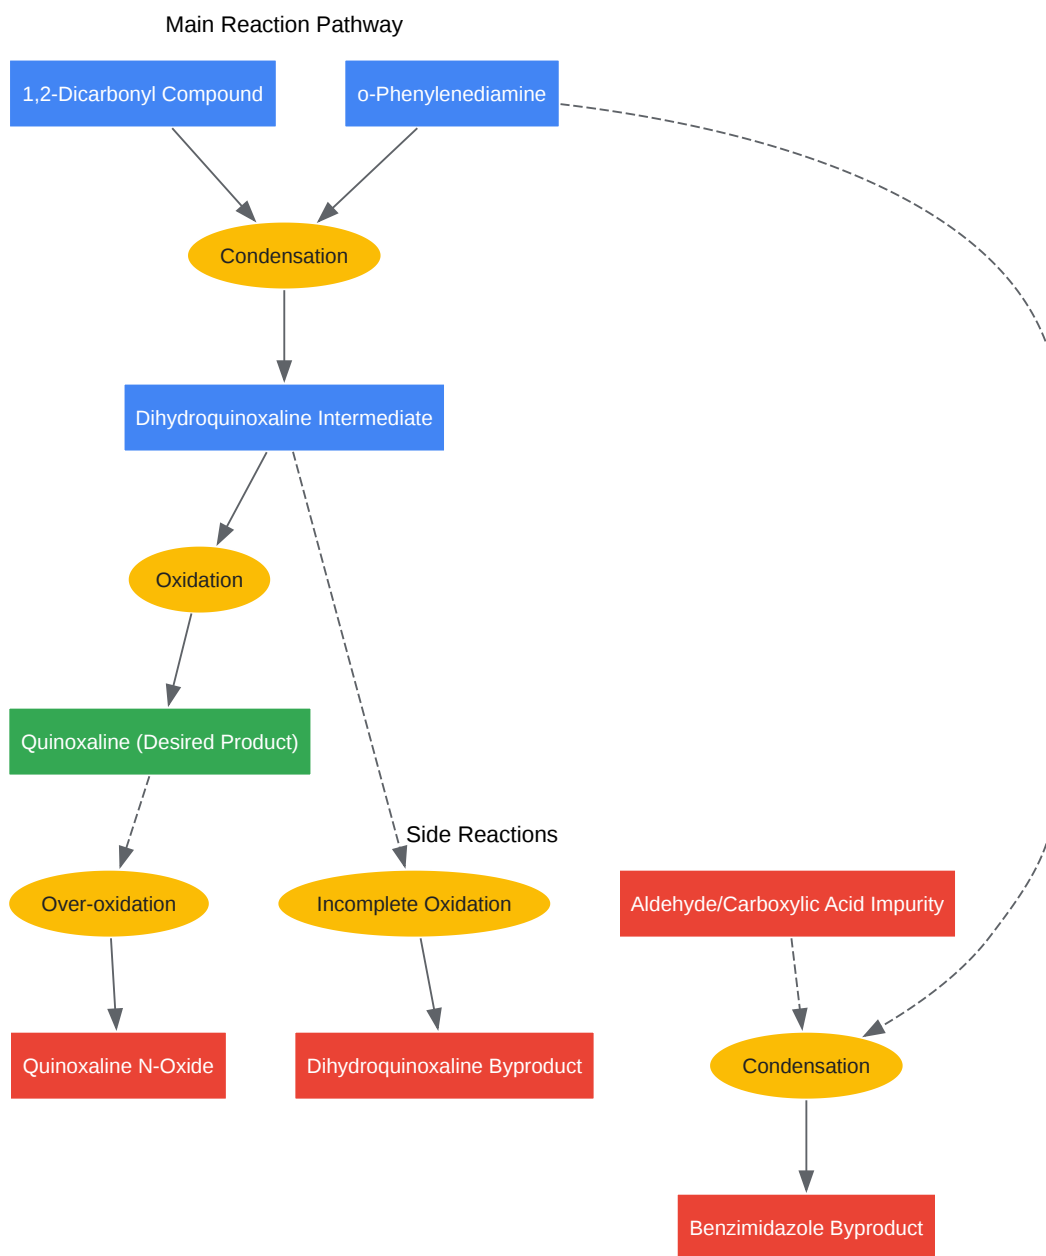 Main Reaction Pathway
1,2-Dicarbonyl Compound
o-Phenylenediamine
Condensation
Dihydroquinoxaline Intermediate
Oxidation
Quinoxaline (Desired Product)
Side Reactions
Over-oxidation
Incomplete Oxidation
Aldehyde/Carboxylic Acid Impurity
Quinoxaline N-Oxide
Dihydroquinoxaline Byproduct
Condensation
Benzimidazole Byproduct